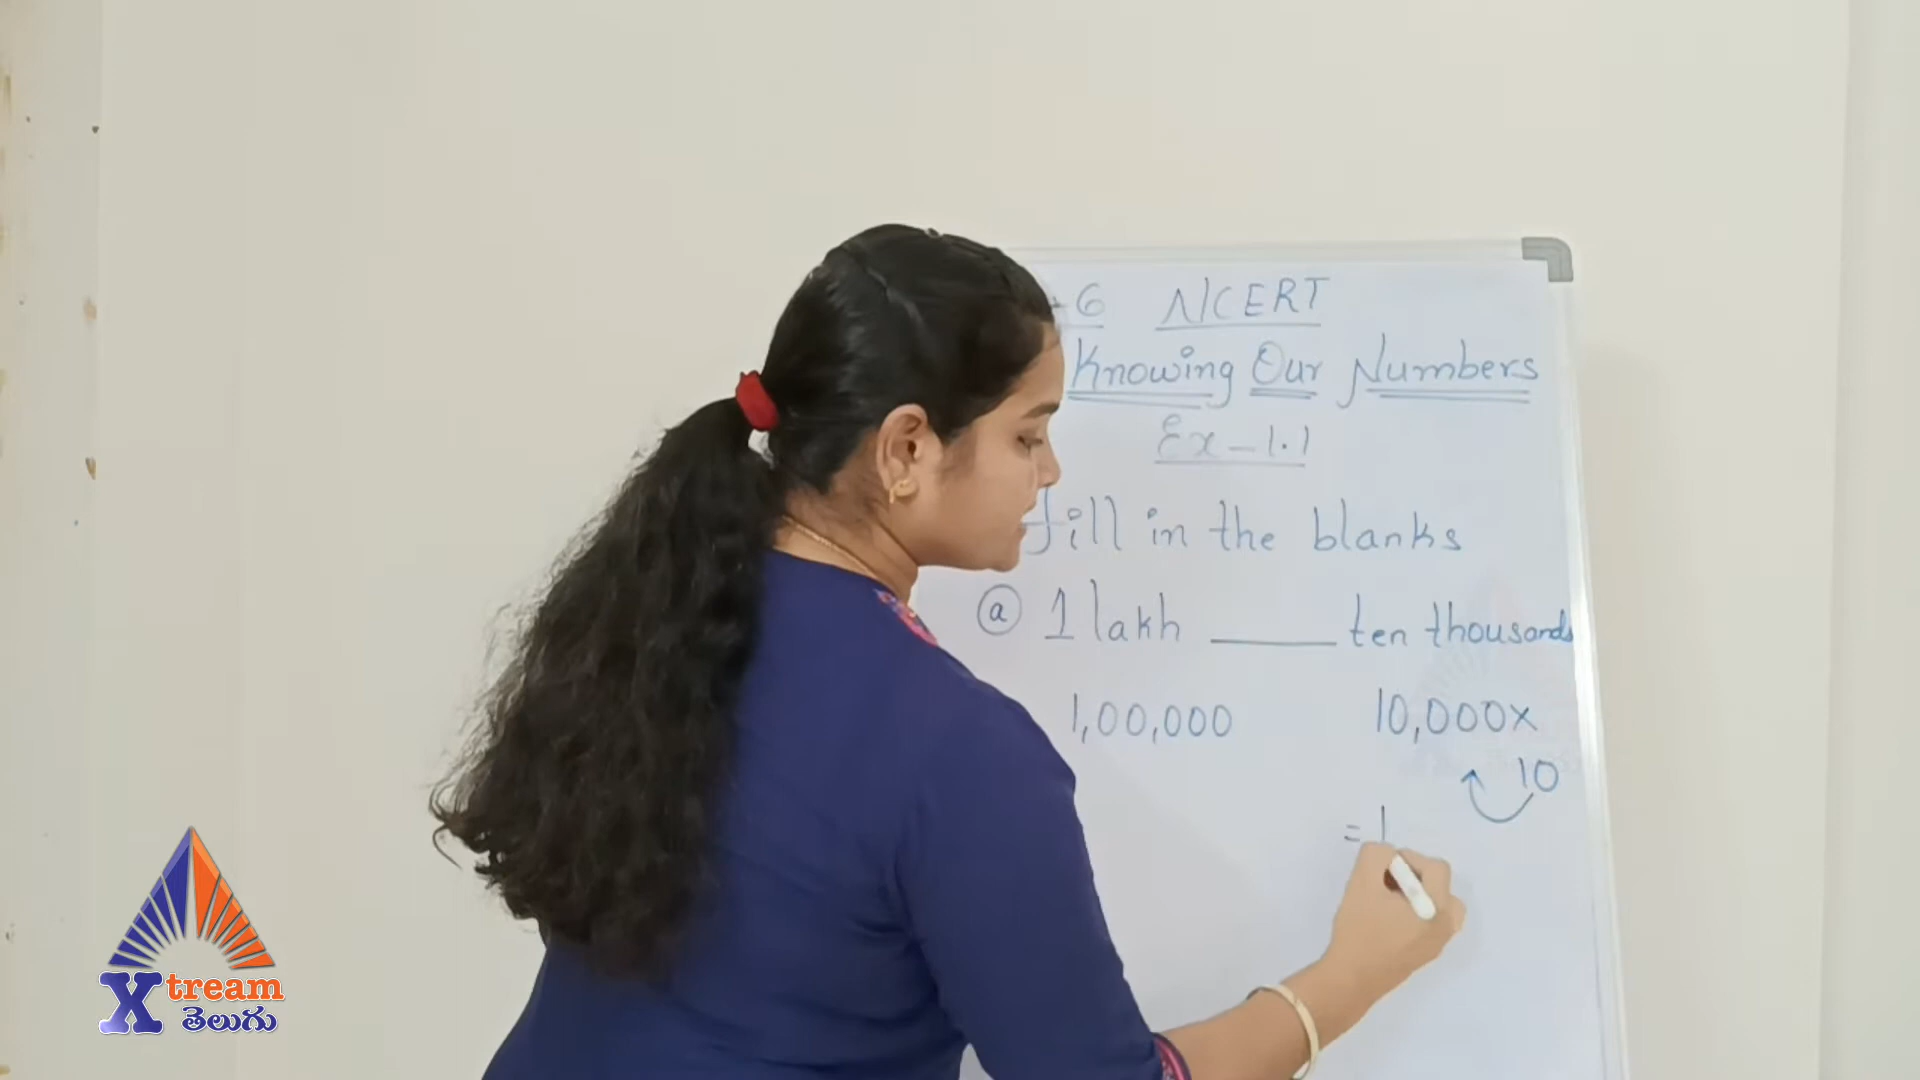 6 NCERT
Knowing Our Numbers
Ex-1.1
fill in the blanks
ⓐ 1 lakh ______ ten thousands
1,00,000 10,000x
10
= 1
Xtream
తెలుగు